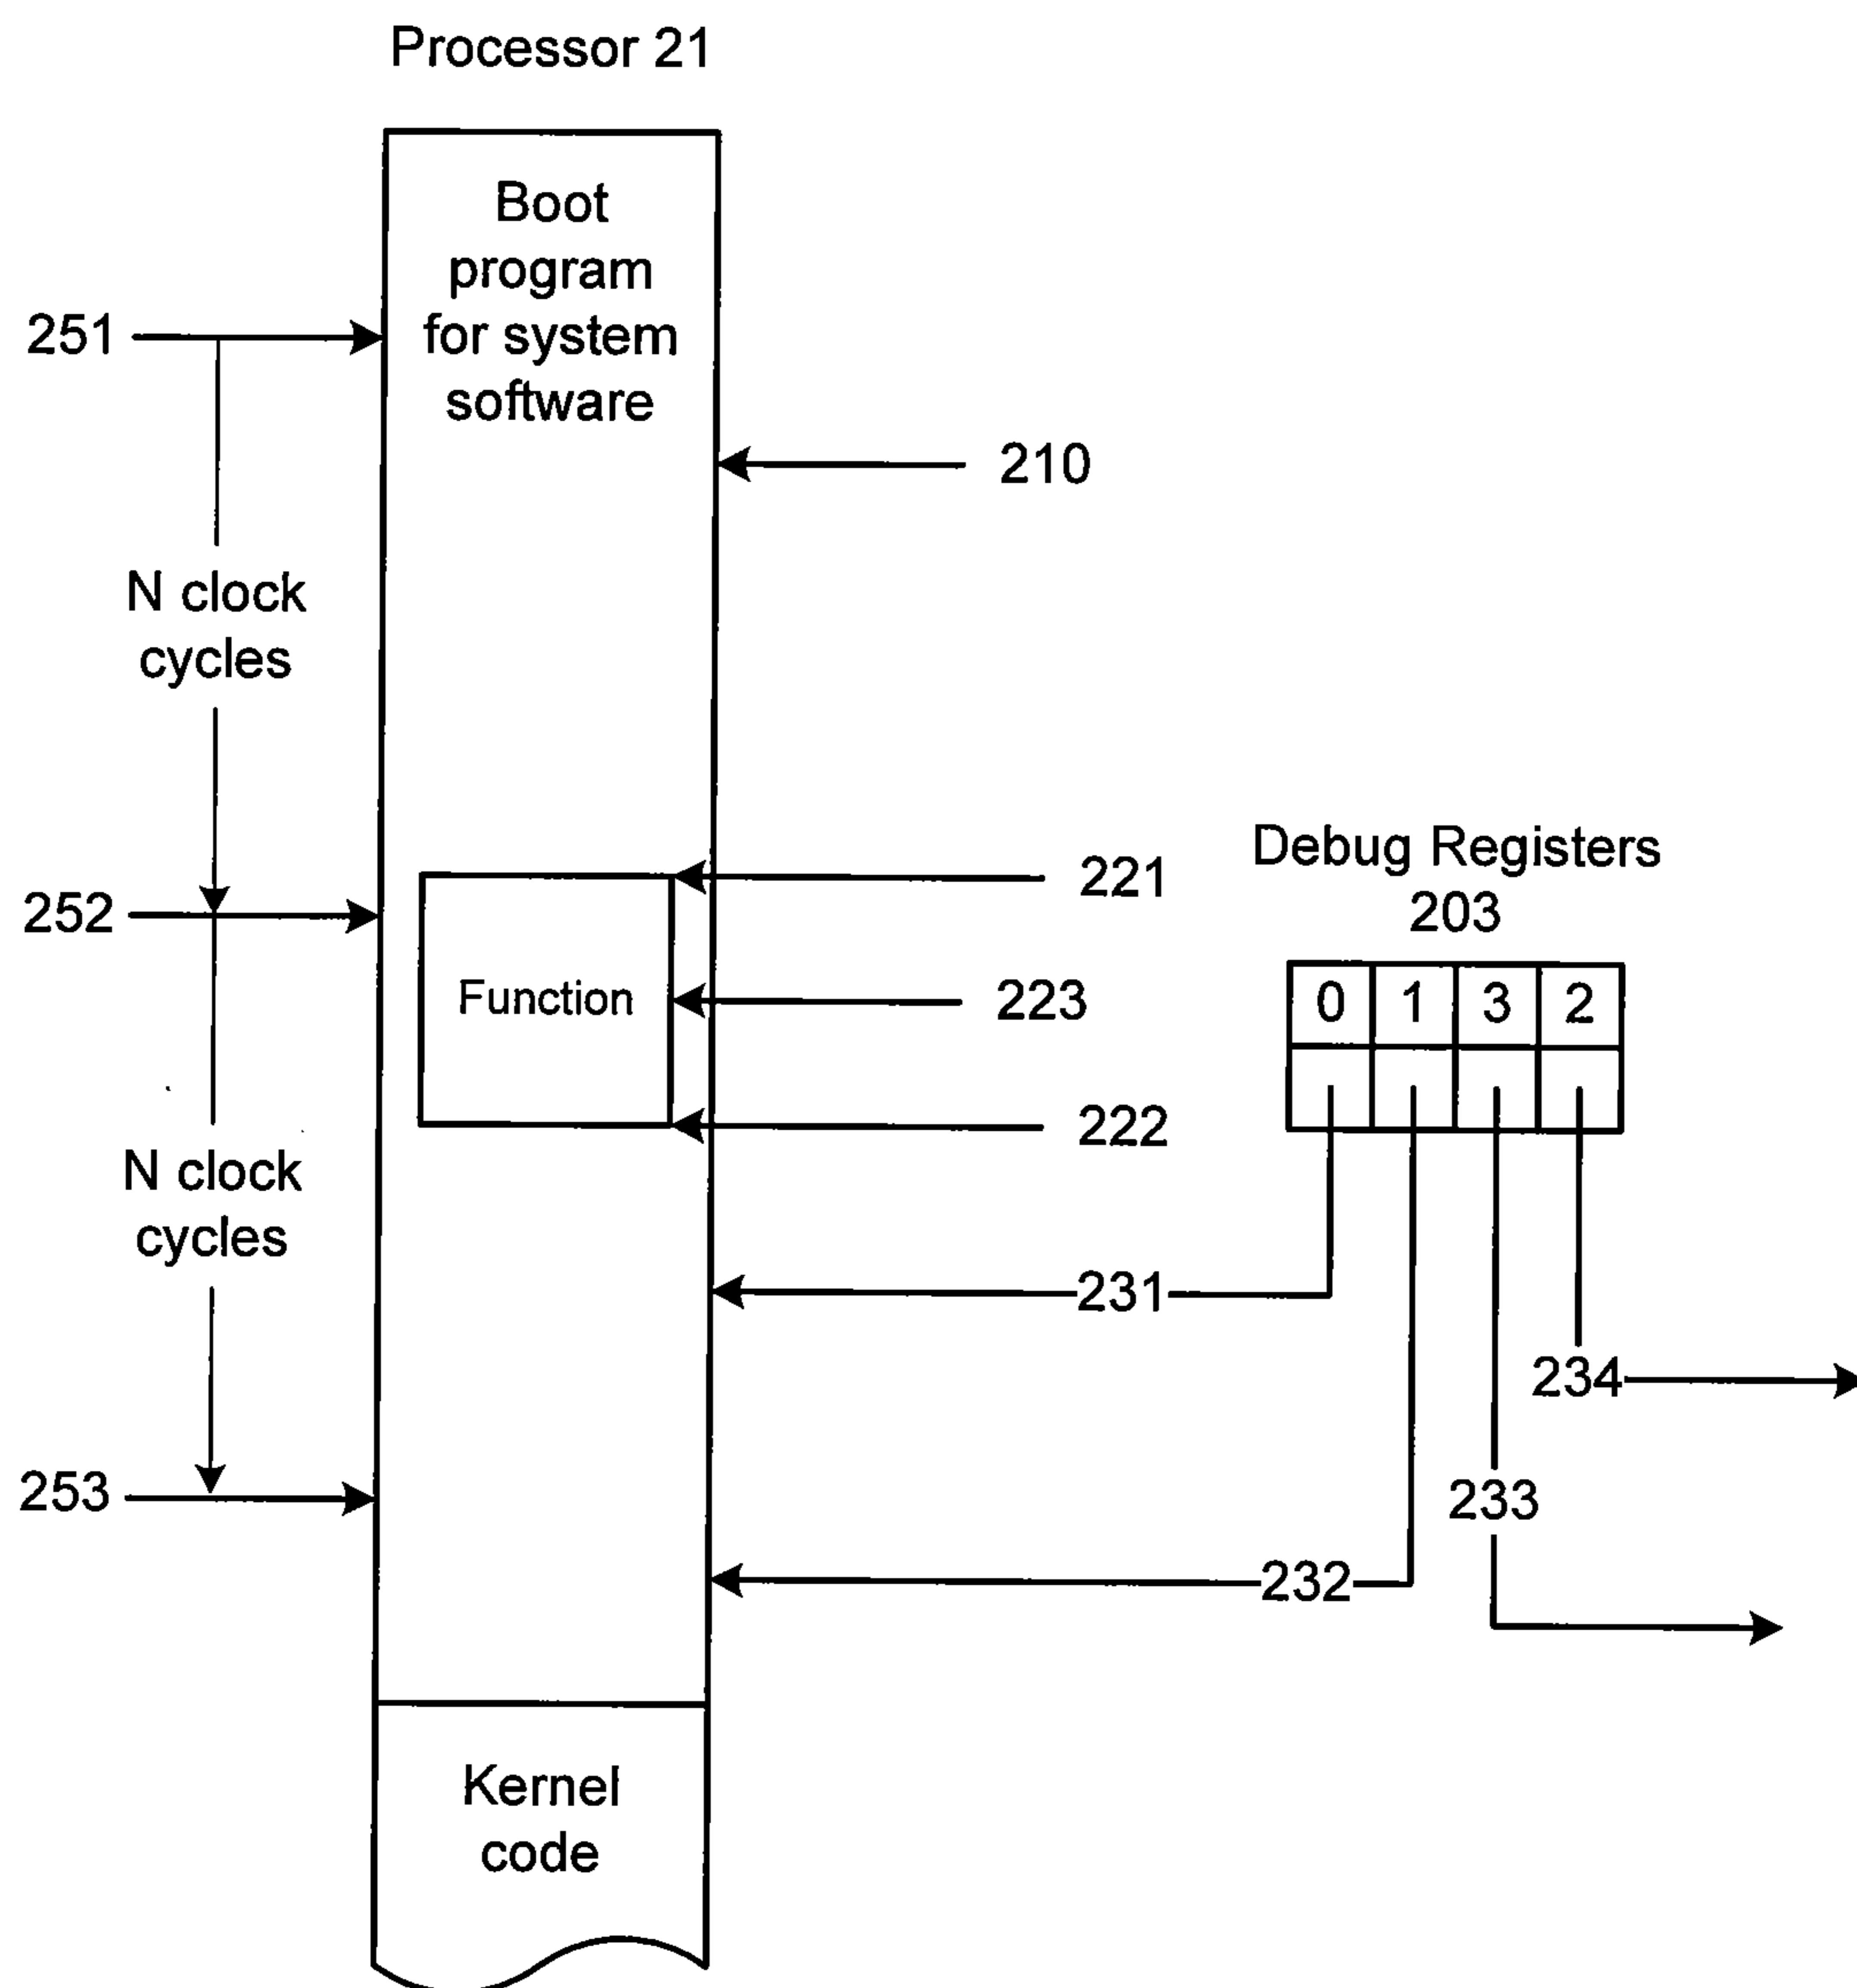 Processor 21
Boot
program
for system
software
251
210
N clock
cycles
221
Debug Registers
203
252
Function
223
0 1 3 2
222
N clock
cycles
231
234
253
233
232
Kernel
code